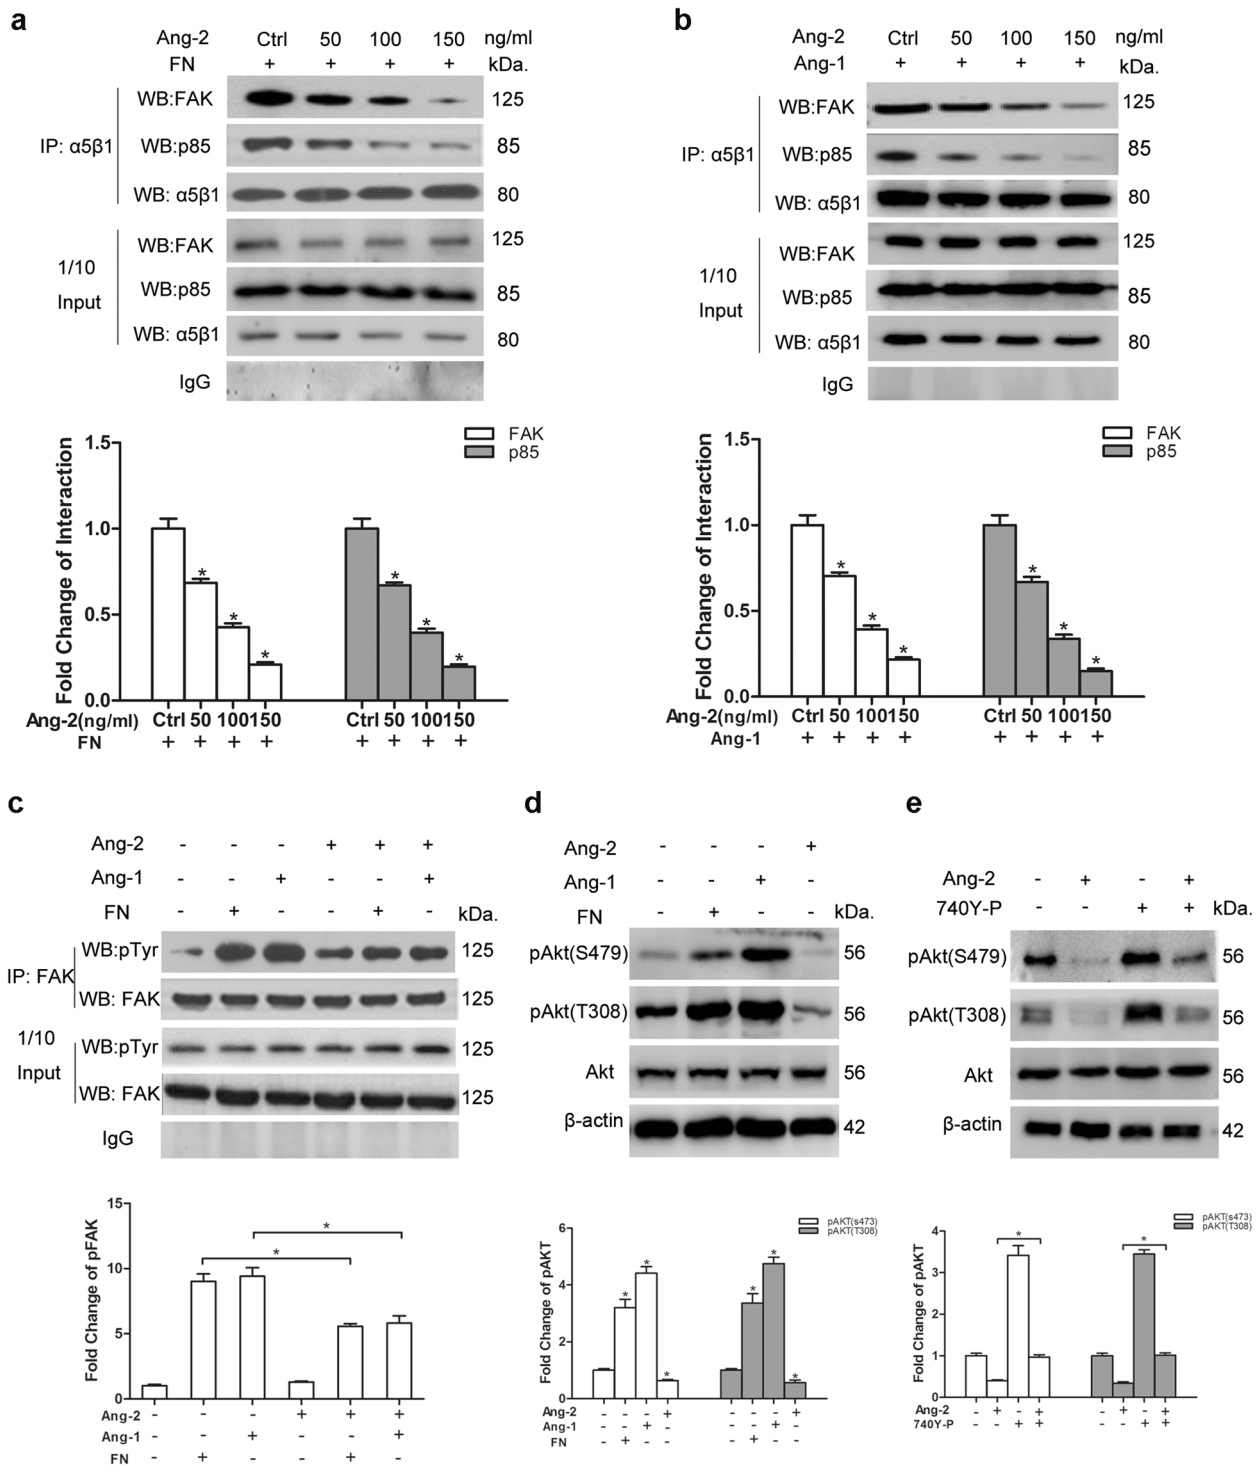 a
Ang-2 Ctrl 50 100 150 ng/ml
FN + + + + kDa.
IP: α5β1
WB:FAK 125
WB:p85 85
WB: α5β1 80
1/10
Input
WB:FAK 125
WB:p85 85
WB: α5β1 80
IgG
FAK
p85
Fold Change of Interaction
1.5
1.0
0.5
0.0
* * * * * *
Ang-2(ng/ml) Ctrl 50 100 150 Ctrl 50 100 150
FN + + + + + + + +
b
Ang-2 Ctrl 50 100 150 ng/ml
Ang-1 + + + + kDa.
IP: α5β1
WB:FAK 125
WB:p85 85
WB: α5β1 80
1/10
Input
WB:FAK 125
WB:p85 85
WB: α5β1 80
IgG
FAK
p85
Fold Change of Interaction
1.5
1.0
0.5
0.0
* * * * * *
Ang-2(ng/ml) Ctrl 50 100 150 Ctrl 50 100 150
Ang-1 + + + + + + + +
c
Ang-2 - - - + + +
Ang-1 - - + - - +
FN - + - - + - kDa.
IP: FAK
WB:pTyr 125
WB: FAK 125
1/10
Input
WB:pTyr 125
WB: FAK 125
IgG
Fold Change of pFAK
15
10
5
0
* *
Ang-2 - - - + + +
Ang-1 - - + - - +
FN - + - - + -
d
Ang-2 - - - +
Ang-1 - - + -
FN - + - - kDa.
pAkt(S479) 56
pAkt(T308) 56
Akt 56
β-actin 42
pAKT(s473)
pAKT(T308)
Fold Change of pAKT
6
4
2
0
* * * * * *
Ang-2 - - - + - - - +
Ang-1 - - + - - - + -
FN - + - - - + - -
e
Ang-2 - + - +
740Y-P - - + + kDa.
pAkt(S479) 56
pAkt(T308) 56
Akt 56
β-actin 42
pAKT(s473)
pAKT(T308)
Fold Change of pAKT
4
3
2
1
0
* *
Ang-2 - + - + - + - +
740Y-P - - + + - - + +